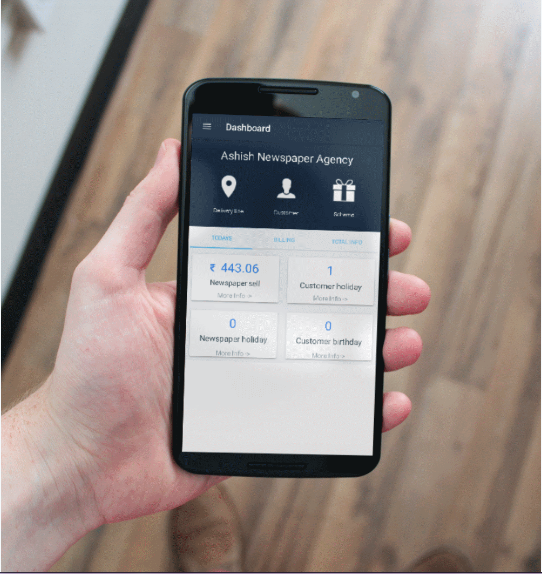 Dashboard
Ashish Newspaper Agency
Delivery line Customer Scheme
TODAYS BILLING TOTAL INFO
₹ 443.06
Newspaper sell
More Info ->
1
Customer holiday
More Info ->
0
Newspaper holiday
More Info ->
0
Customer birthday
More Info ->